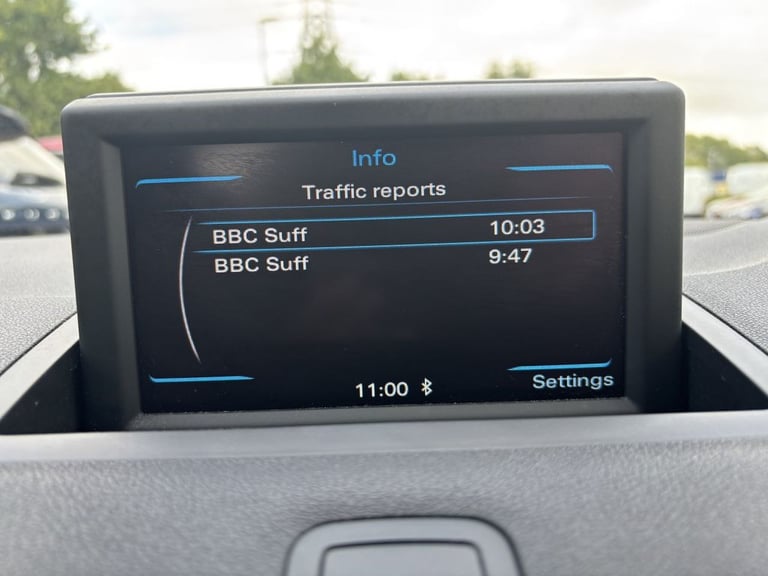 Info
Traffic reports
BBC Suff 10:03
BBC Suff 9:47
11:00
Settings